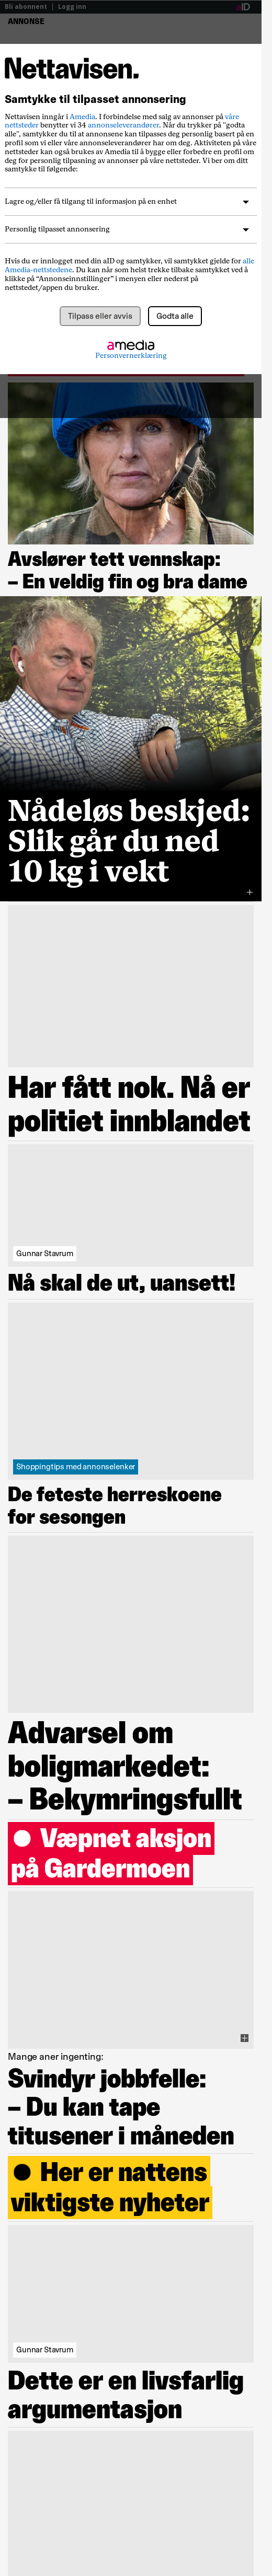 Bli abonnent | Logg inn
aID
ANNONSE
Nettavisen.
Samtykke til tilpasset annonsering
Nettavisen inngår i Amedia. I forbindelse med salg av annonser på våre
nettsteder benytter vi 34 annonseleverandører. Når du trykker på "godta
alle", samtykker du til at annonsene kan tilpasses deg personlig basert på en
profil som vi eller våre annonseleverandører har om deg. Aktiviteten på våre
nettsteder kan også brukes av Amedia til å bygge eller forbedre en profil om
deg for personlig tilpasning av annonser på våre nettsteder. Vi ber om ditt
samtykke til følgende:
Lagre og/eller få tilgang til informasjon på en enhet
Personlig tilpasset annonsering
Hvis du er innlogget med din aID og samtykker, vil samtykket gjelde for alle
Amedia-nettstedene. Du kan når som helst trekke tilbake samtykket ved å
klikke på “Annonseinnstillinger” i menyen eller nederst på
nettstedet/appen du bruker.
Tilpass eller avvis
Godta alle
amedia
Personvernerklæring
Avslører tett vennskap:
– En veldig fin og bra dame
Nådeløs beskjed:
Slik går du ned
10 kg i vekt
Har fått nok. Nå er
politiet innblandet
Gunnar Stavrum
Nå skal de ut, uansett!
Shoppingtips med annonselenker
De feteste herreskoene
for sesongen
Advarsel om
boligmarkedet:
– Bekymringsfullt
● Væpnet aksjon
på Gardermoen
Mange aner ingenting:
Svindyr jobbfelle:
– Du kan tape
titusener i måneden
● Her er nattens
viktigste nyheter
Gunnar Stavrum
Dette er en livsfarlig
argumentasjon